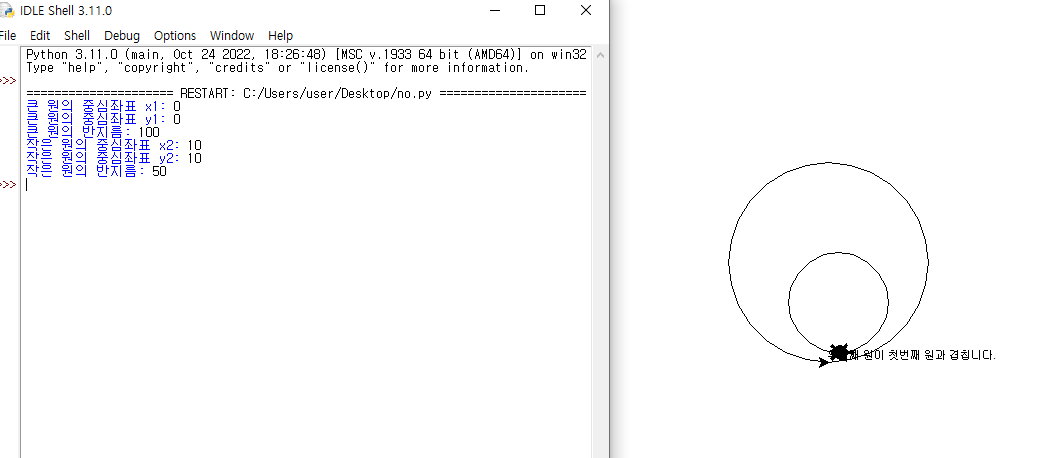 IDLE Shell 3.11.0
File Edit Shell Debug Options Window Help
Python 3.11.0 (main, Oct 24 2022, 18:26:48) [MSC v.1933 64 bit (AMD64)] on win32
Type "help", "copyright", "credits" or "license()" for more information.
>>>
===================== RESTART: C:/Users/user/Desktop/no.py =====================
큰 원의 중심좌표 x1: 0
큰 원의 중심좌표 y1: 0
큰 원의 반지름: 100
작은 원의 중심좌표 x2: 10
작은 원의 중심좌표 y2: 10
작은 원의 반지름: 50
>>>
원이 첫번째 원과 겹칩니다.